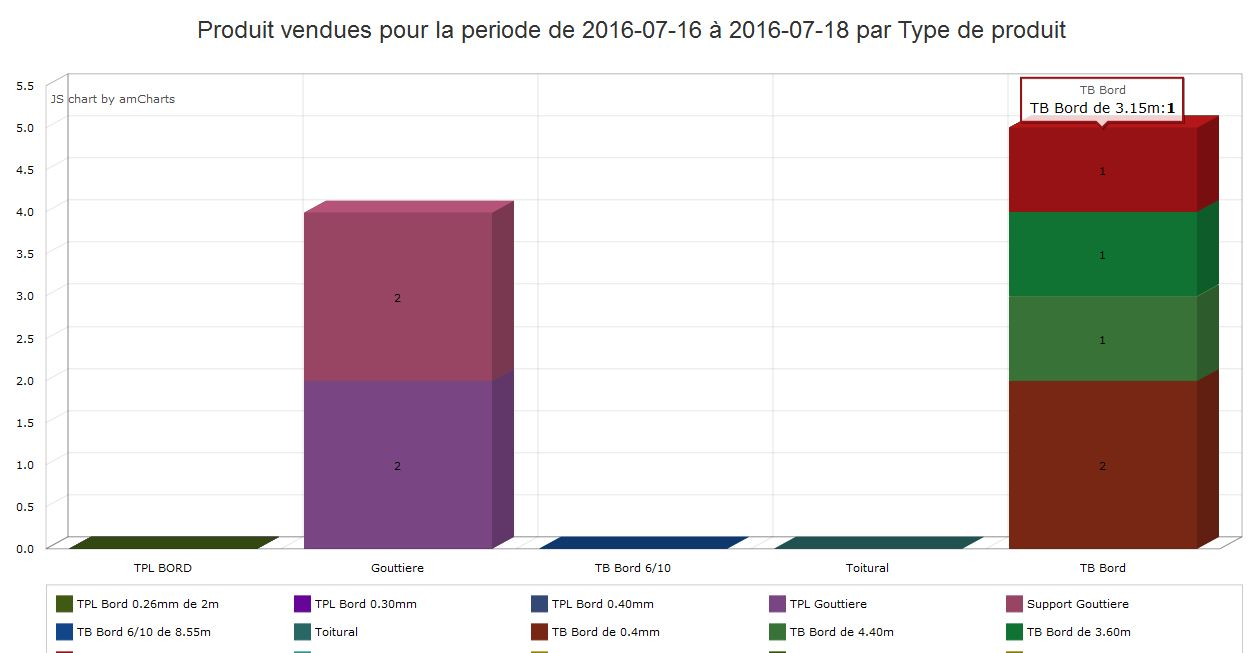 Produit vendues pour la periode de 2016-07-16 à 2016-07-18 par Type de produit
5.5
JS chart by amCharts
TB Bord
TB Bord de 3.15m:1
5.0
4.5
1
4.0
3.5
1
3.0
2
2.5
1
2.0
1.5
1.0
2
2
0.5
0.0
TPL BORD Gouttiere TB Bord 6/10 Toitural TB Bord
TPL Bord 0.26mm de 2m TPL Bord 0.30mm TPL Bord 0.40mm TPL Gouttiere Support Gouttiere
TB Bord 6/10 de 8.55m Toitural TB Bord de 0.4mm TB Bord de 4.40m TB Bord de 3.60m